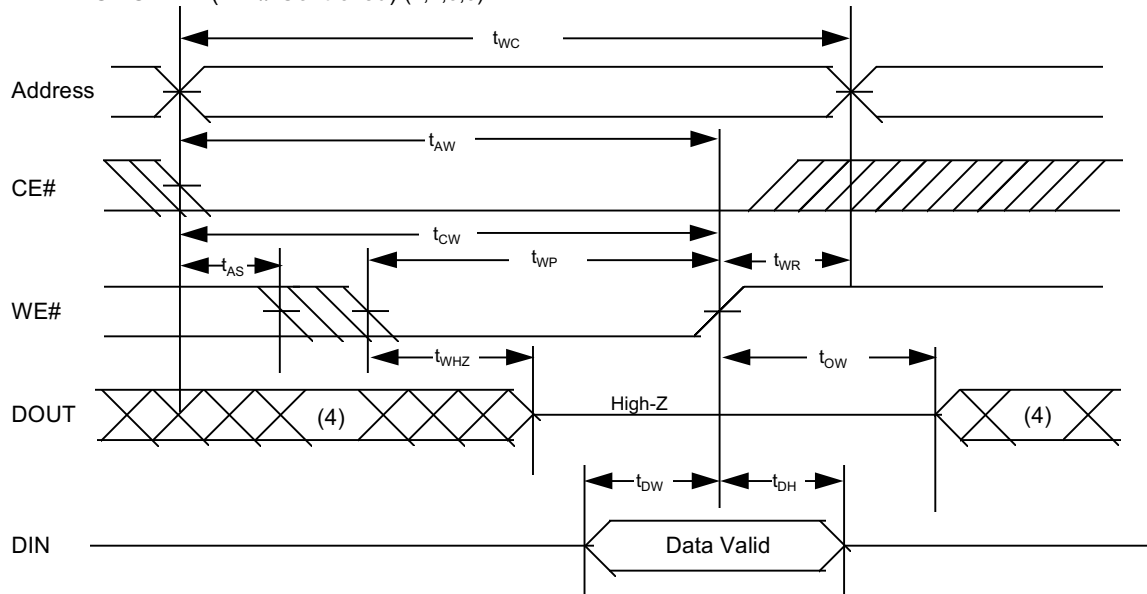 tWC
Address
tAW
CE#
tCW
tAS
tWP
tWR
WE#
tWHZ
tOW
DOUT
(4)
High-Z
(4)
tDW
tDH
DIN
Data Valid